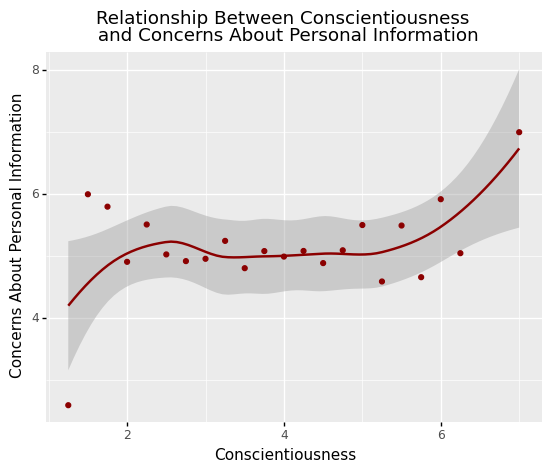 Relationship Between Conscientiousness
and Concerns About Personal Information
Concerns About Personal Information
8
6
4
2
4
6
Conscientiousness